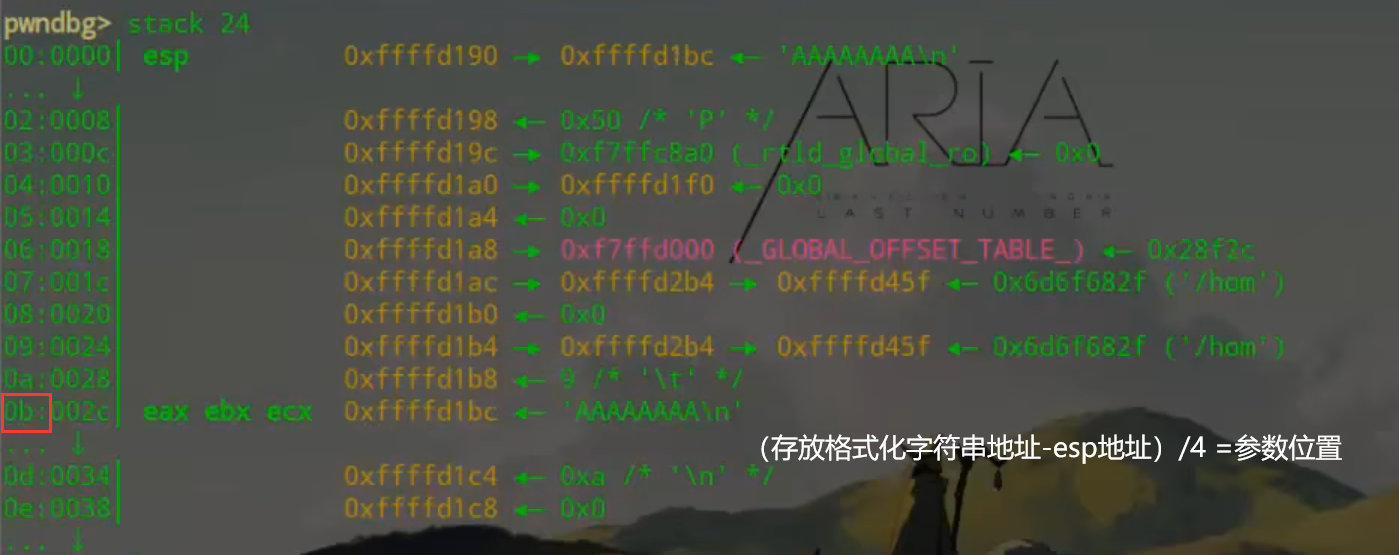 pwndbg> stack 24
00:0000│ esp 0xffffd190 —▸ 0xffffd1bc ◂— 'AAAAAAAA\n'
... ↓
02:0008│ 0xffffd198 ◂— 0x50 /* 'P' */
03:000c│ 0xffffd19c —▸ 0xf7ffc8a0 (_rtld_global_ro) ◂— 0x0
04:0010│ 0xffffd1a0 —▸ 0xffffd1f0 ◂— 0x0
05:0014│ 0xffffd1a4 ◂— 0x0
06:0018│ 0xffffd1a8 —▸ 0xf7ffd000 (_GLOBAL_OFFSET_TABLE_) ◂— 0x28f2c
07:001c│ 0xffffd1ac —▸ 0xffffd2b4 —▸ 0xffffd45f ◂— 0x6d6f682f ('/hom')
08:0020│ 0xffffd1b0 ◂— 0x0
09:0024│ 0xffffd1b4 —▸ 0xffffd2b4 —▸ 0xffffd45f ◂— 0x6d6f682f ('/hom')
0a:0028│ 0xffffd1b8 ◂— 9 /* '\t' */
0b:002c│ eax ebx ecx 0xffffd1bc ◂— 'AAAAAAAA\n'
... ↓
0d:0034│ 0xffffd1c4 ◂— 0xa /* '\n' */
0e:0038│ 0xffffd1c8 ◂— 0x0
... ↓
ARIA
LAST NUMBER
（存放格式化字符串地址-esp地址）/4 =参数位置